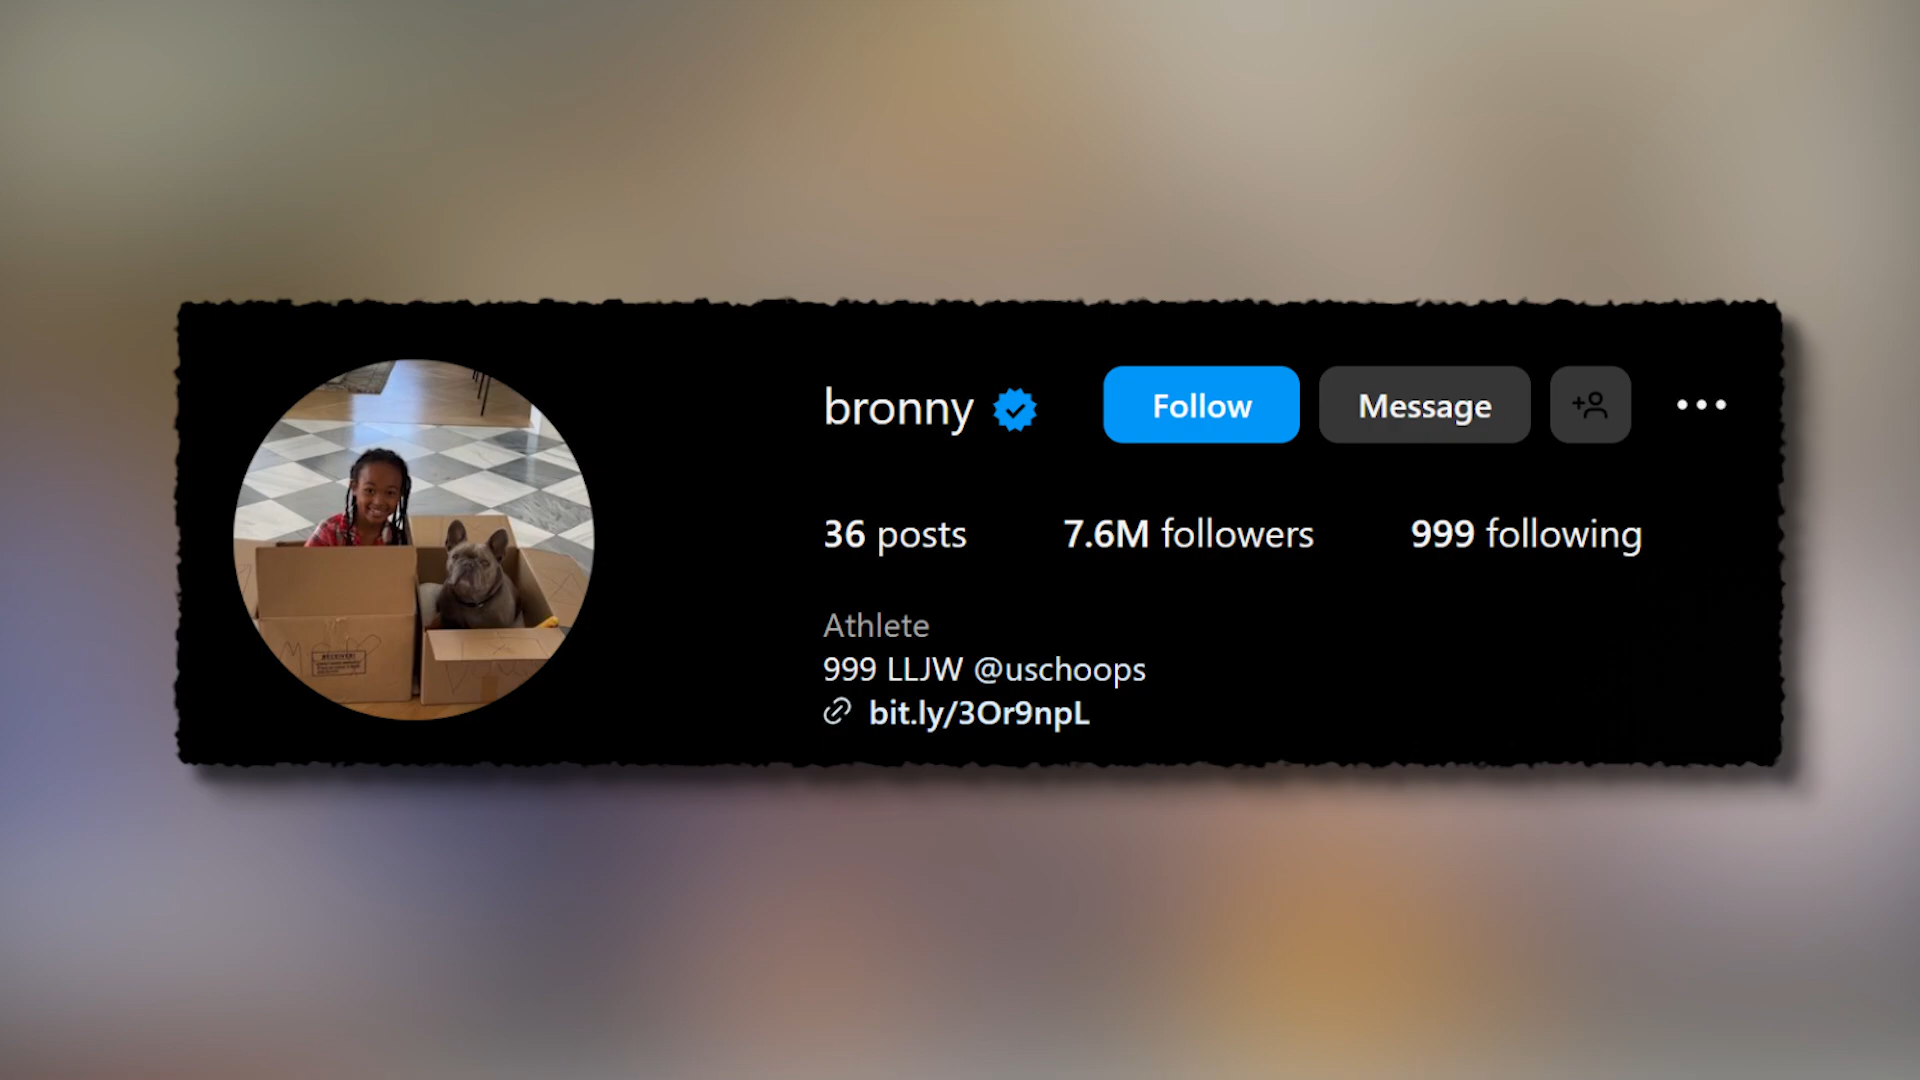 bronny
Follow
Message
36 posts
7.6M followers
999 following
Athlete
999 LLJW @uschoops
bit.ly/3Or9npL